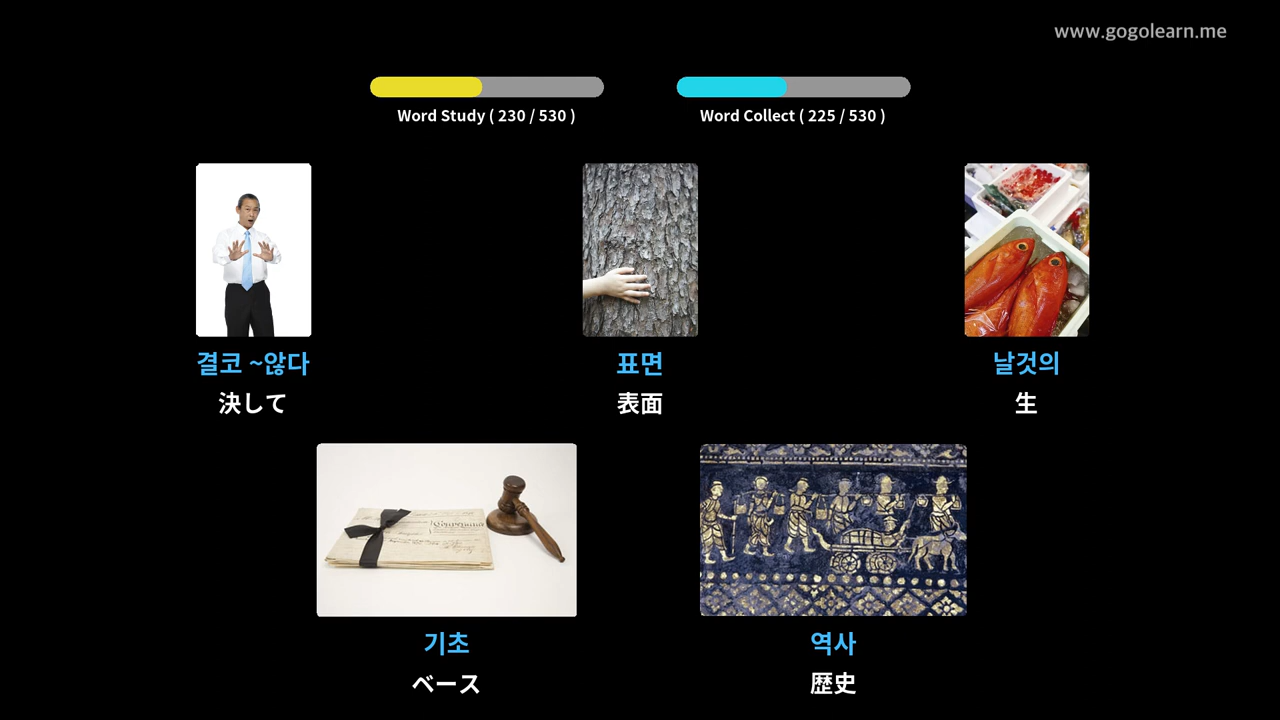 www.gogolearn.me
Word Study ( 230 / 530 )
Word Collect ( 225 / 530 )
결코 ~않다
決して
표면
表面
날것의
生
기초
ベース
역사
歴史